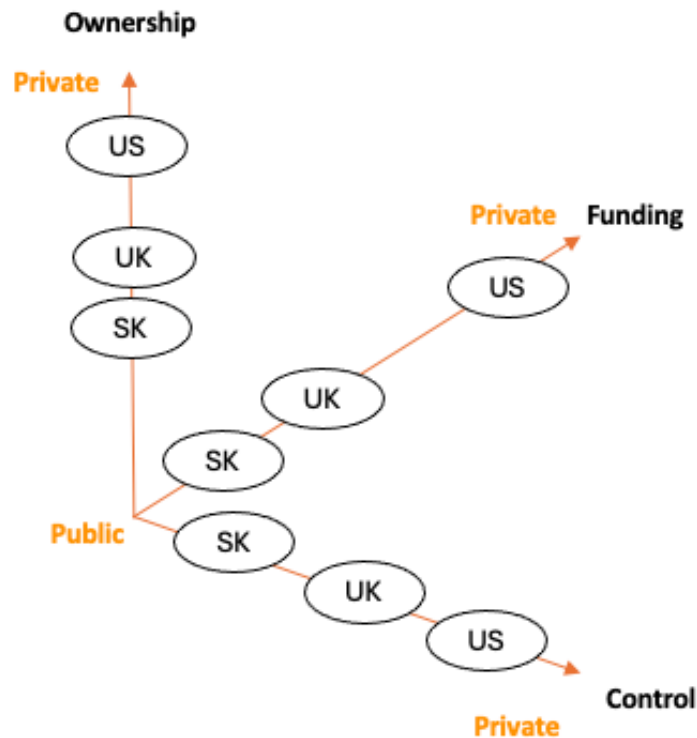 Ownership
Private
US
Private Funding
UK
US
SK
UK
SK
Public
SK
UK
US
Control
Private